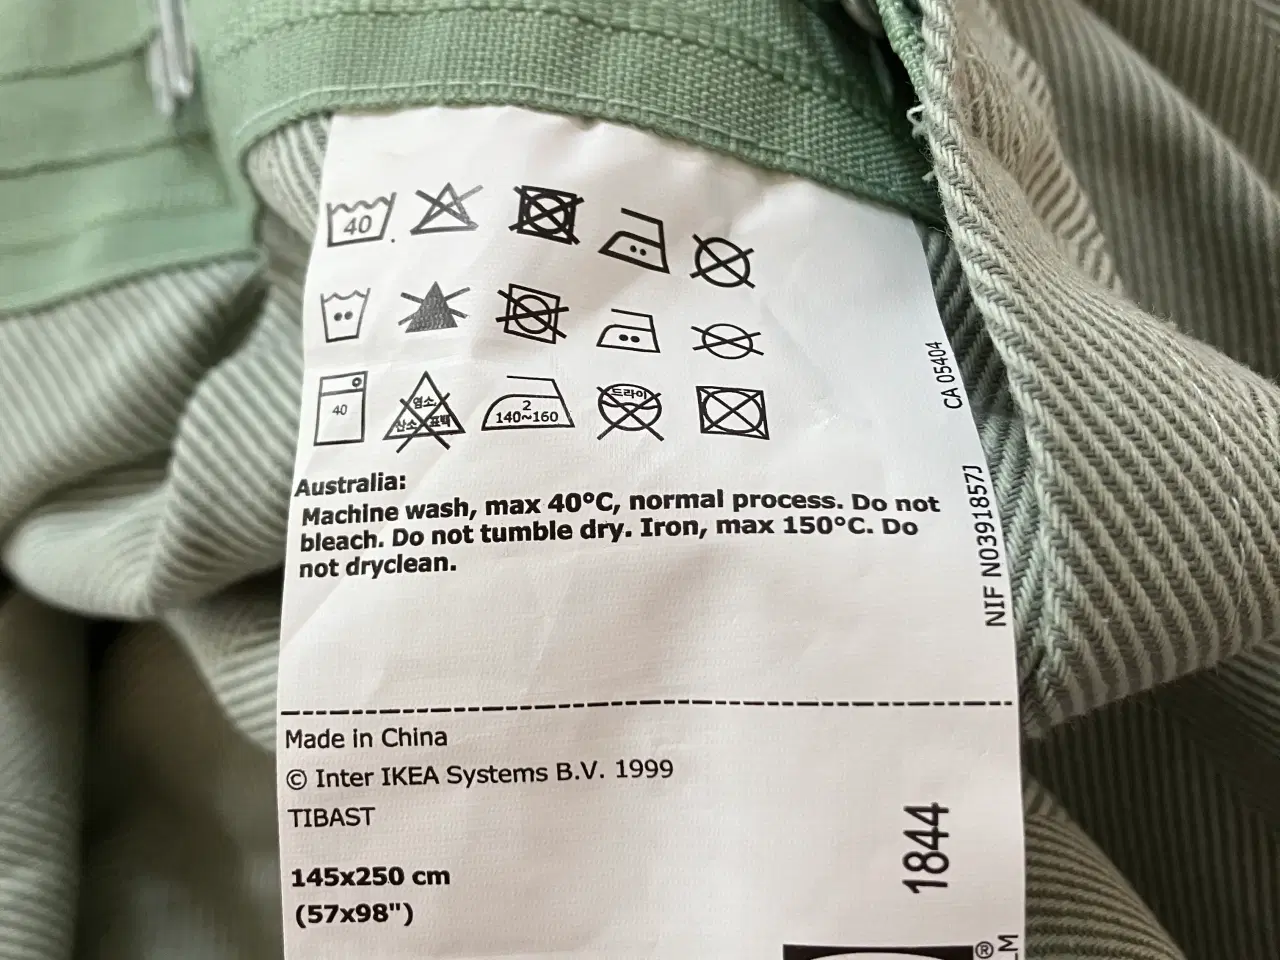 40
40
염소
산소 표백
2
140~160
드라이
Australia:
Machine wash, max 40°C, normal process. Do not
bleach. Do not tumble dry. Iron, max 150°C. Do
not dryclean.
CA 05404
NIF N0391857J
Made in China
© Inter IKEA Systems B.V. 1999
TIBAST
145x250 cm
(57x98")
1844
®